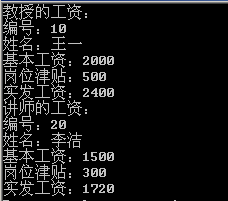 教授的工资：
编号：10
姓名：王一
基本工资：2000
岗位津贴：500
实发工资：2400
讲师的工资：
编号：20
姓名：李洁
基本工资：1500
岗位津贴：300
实发工资：1720